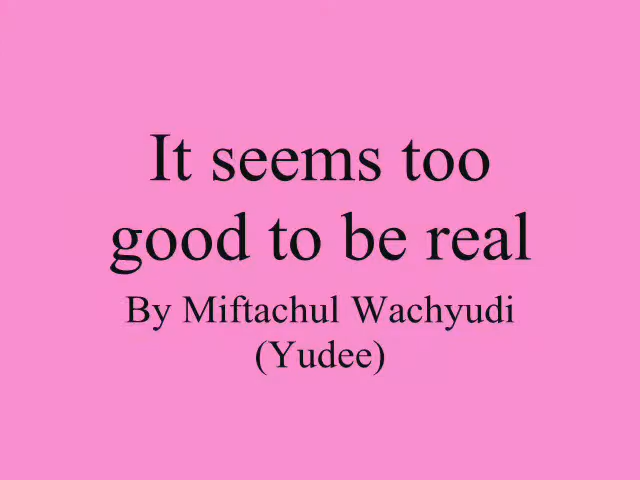 It seems too
good to be real
By Miftachul Wachyudi
(Yudee)